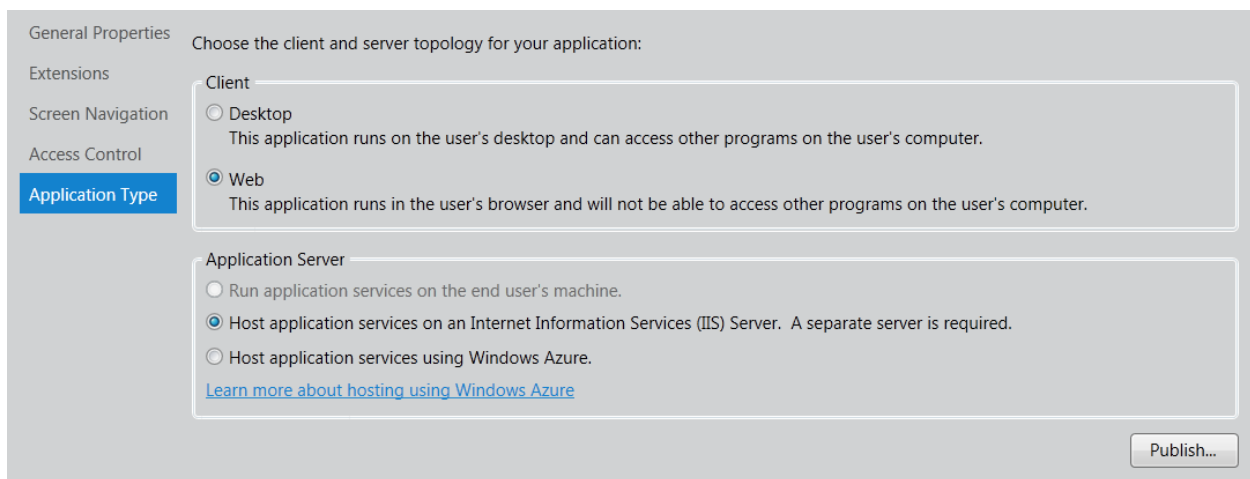 General Properties
Extensions
Screen Navigation
Access Control
Application Type
Choose the client and server topology for your application:
Client
Desktop
This application runs on the user's desktop and can access other programs on the user's computer.
Web
This application runs in the user's browser and will not be able to access other programs on the user's computer.
Application Server
Run application services on the end user's machine.
Host application services on an Internet Information Services (IIS) Server.  A separate server is required.
Host application services using Windows Azure.
Learn more about hosting using Windows Azure
Publish...